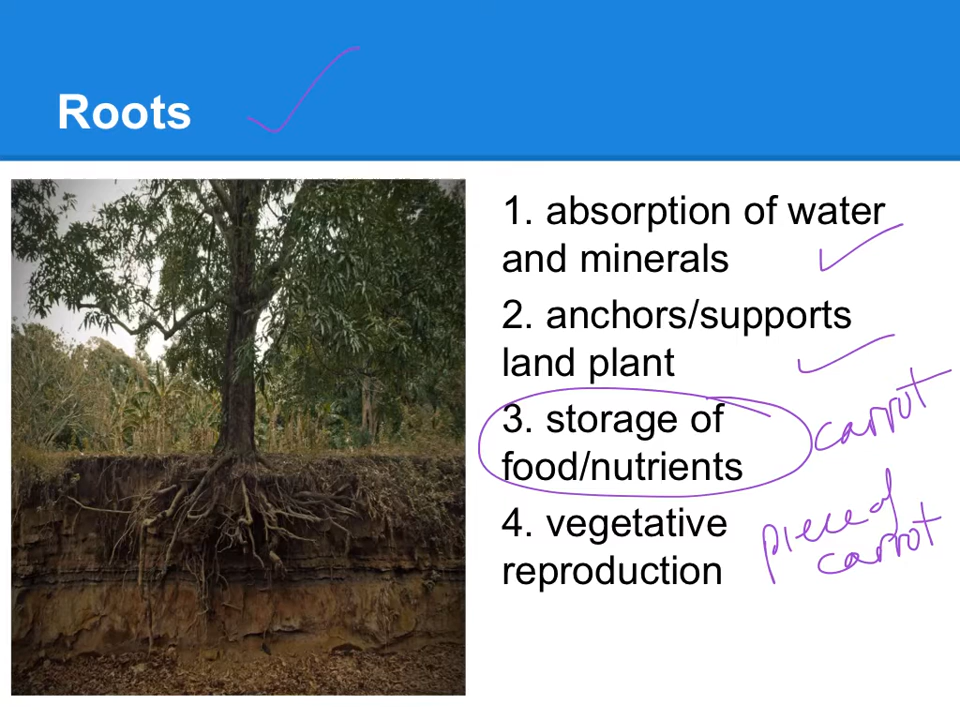 Roots
1. absorption of water
and minerals
2. anchors/supports
land plant
3. storage of
food/nutrients
carrot
4. vegetative
reproduction
piece of
carrot